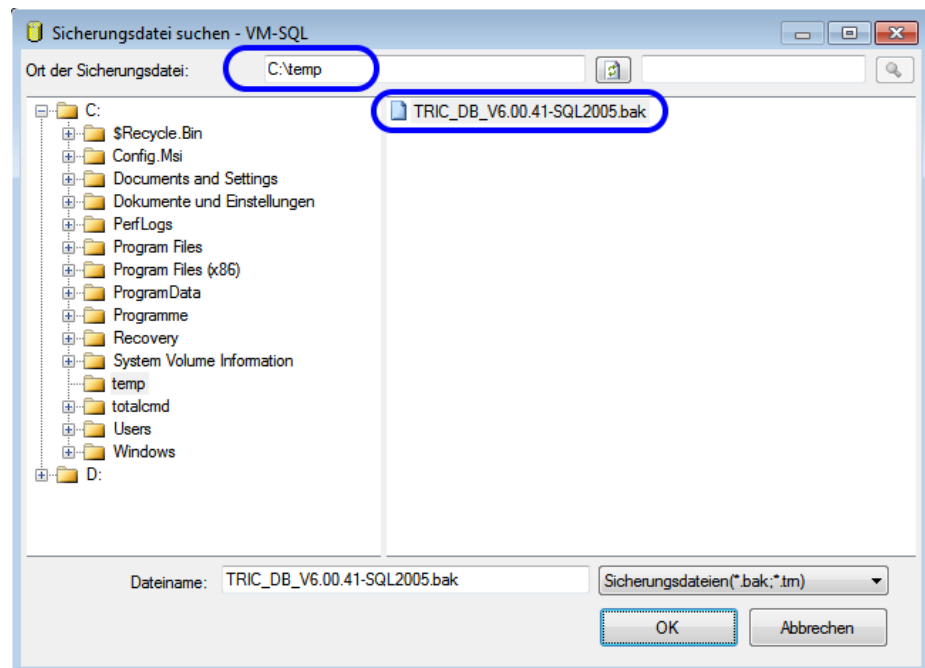 Sicherungsdatei suchen - VM-SQL
Ort der Sicherungsdatei: C:\temp
C:
$Recycle.Bin
Config.Msi
Documents and Settings
Dokumente und Einstellungen
PerfLogs
Program Files
Program Files (x86)
ProgramData
Programme
Recovery
System Volume Information
temp
totalcmd
Users
Windows
D:
TRIC_DB_V6.00.41-SQL2005.bak
Dateiname: TRIC_DB_V6.00.41-SQL2005.bak
Sicherungsdateien(*.bak;*.trn)
OK Abbrechen